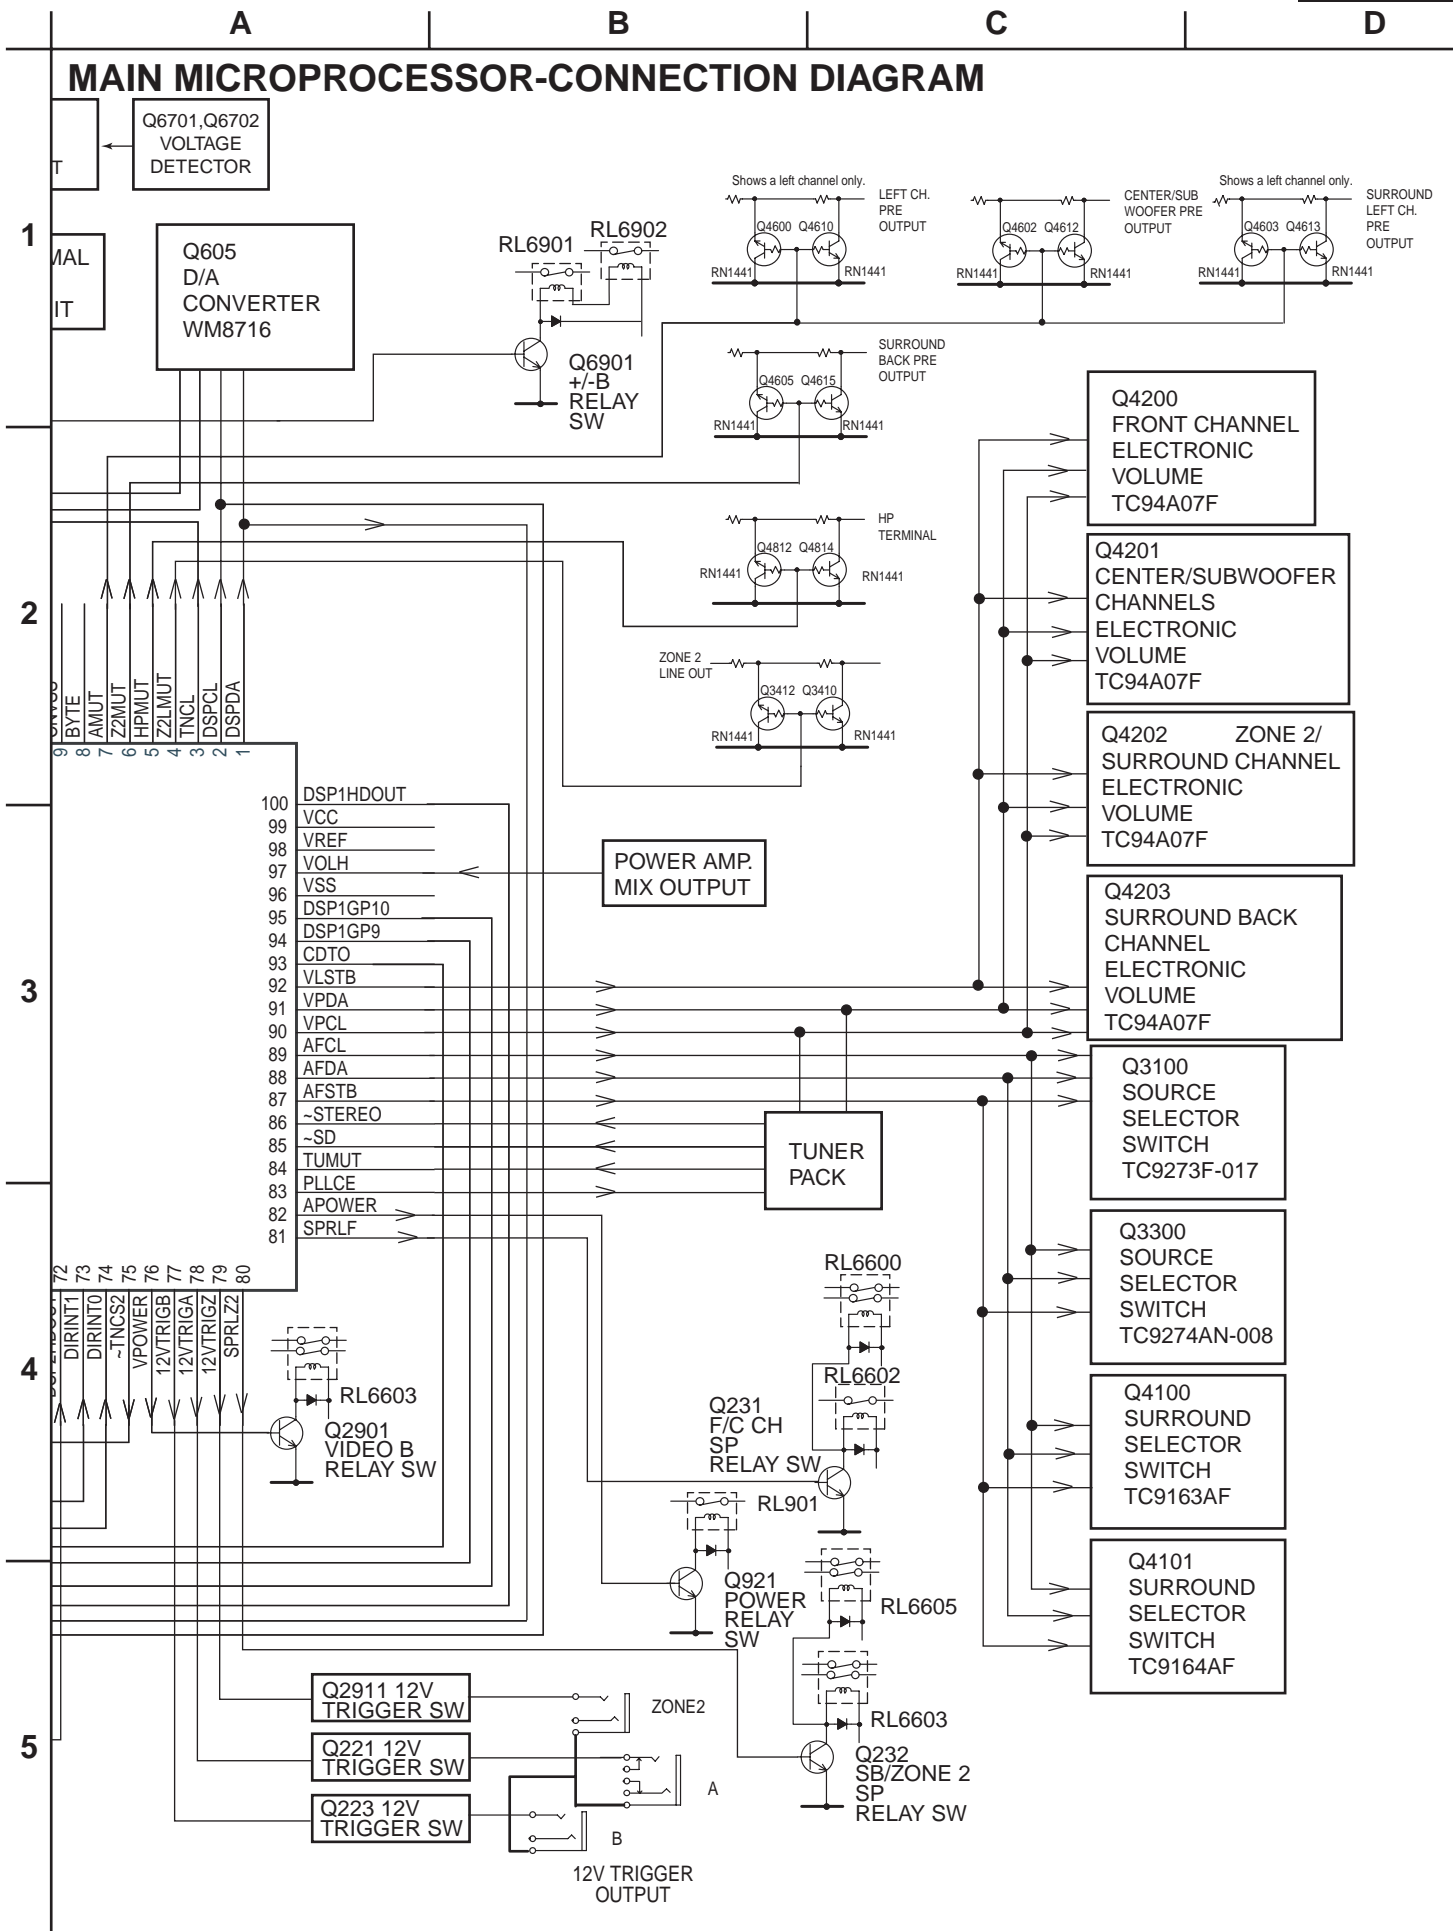 A
B
C
D
MAIN MICROPROCESSOR-CONNECTION DIAGRAM
1
2
3
4
5
T
Q6701,Q6702
VOLTAGE
DETECTOR
MAL
IT
Q605
D/A
CONVERTER
WM8716
RL6901
RL6902
Q6901
+/-B
RELAY
SW
Shows a left channel only.
LEFT CH.
PRE
OUTPUT
Q4600
Q4610
RN1441
RN1441
CENTER/SUB
WOOFER PRE
OUTPUT
Q4602
Q4612
RN1441
RN1441
Shows a left channel only.
SURROUND
LEFT CH.
PRE
OUTPUT
Q4603
Q4613
RN1441
RN1441
SURROUND
BACK PRE
OUTPUT
Q4605
Q4615
RN1441
RN1441
HP
TERMINAL
Q4812
Q4814
RN1441
RN1441
ZONE 2
LINE OUT
Q3412
Q3410
RN1441
RN1441
BYTE
AMUT
Z2MUT
HPMUT
Z2LMUT
TNCL
DSPCL
DSPDA
9
8
7
6
5
4
3
2
1
100 DSP1HDOUT
99 VCC
98 VREF
97 VOLH
96 VSS
95 DSP1GP10
94 DSP1GP9
93 CDTO
92 VLSTB
91 VPDA
90 VPCL
89 AFCL
88 AFDA
87 AFSTB
86 ~STEREO
85 ~SD
84 TUMUT
83 PLLCE
82 APOWER
81 SPRLF
72
73
74
75
76
77
78
79
80
DIRINT1
DIRINT0
~TNCS2
VPOWER
12VTRIGB
12VTRIGA
12VTRIGZ
SPRLZ2
POWER AMP.
MIX OUTPUT
TUNER
PACK
Q4200
FRONT CHANNEL
ELECTRONIC
VOLUME
TC94A07F
Q4201
CENTER/SUBWOOFER
CHANNELS
ELECTRONIC
VOLUME
TC94A07F
Q4202 ZONE 2/
SURROUND CHANNEL
ELECTRONIC
VOLUME
TC94A07F
Q4203
SURROUND BACK
CHANNEL
ELECTRONIC
VOLUME
TC94A07F
Q3100
SOURCE
SELECTOR
SWITCH
TC9273F-017
Q3300
SOURCE
SELECTOR
SWITCH
TC9274AN-008
Q4100
SURROUND
SELECTOR
SWITCH
TC9163AF
Q4101
SURROUND
SELECTOR
SWITCH
TC9164AF
RL6603
Q2901
VIDEO B
RELAY SW
RL6600
RL6602
Q231
F/C CH
SP
RELAY SW
RL901
Q921
POWER
RELAY
SW
RL6605
RL6603
Q232
SB/ZONE 2
SP
RELAY SW
Q2911 12V
TRIGGER SW
Q221 12V
TRIGGER SW
Q223 12V
TRIGGER SW
ZONE2
A
B
12V TRIGGER
OUTPUT